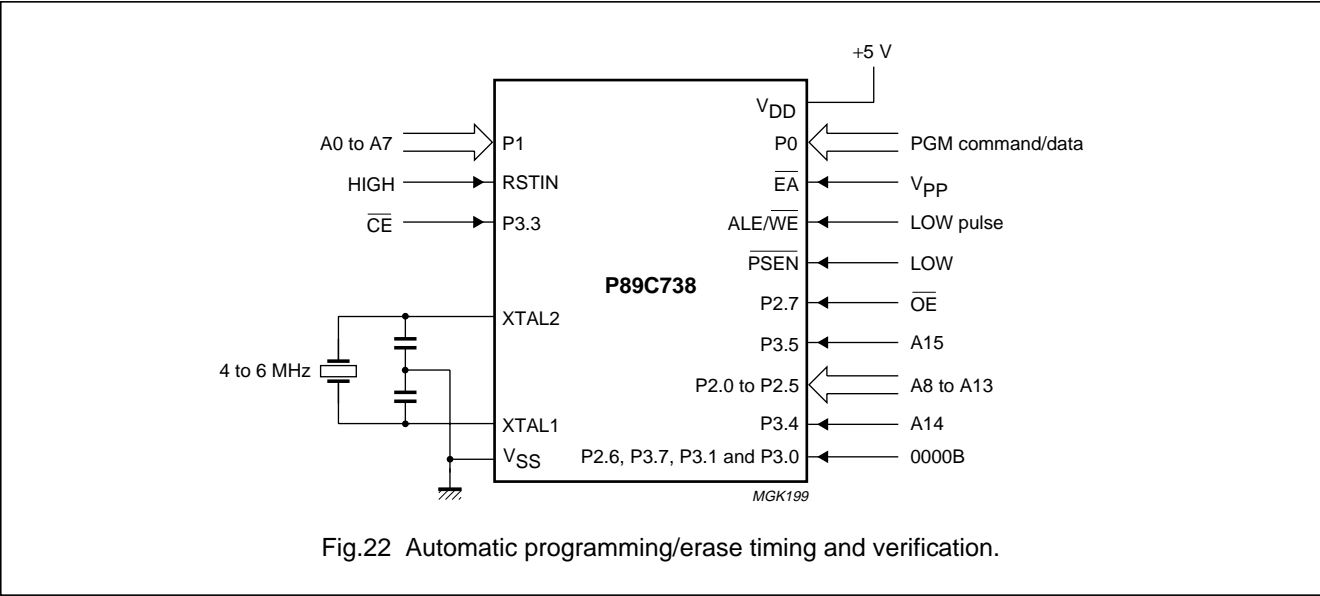 +5 V
VDD
A0 to A7
P1
P0
PGM command/data
HIGH
RSTIN
EA
VPP
CE
P3.3
ALE/WE
LOW pulse
PSEN
LOW
P89C738
P2.7
OE
XTAL2
P3.5
A15
4 to 6 MHz
P2.0 to P2.5
A8 to A13
XTAL1
P3.4
A14
VSS
P2.6, P3.7, P3.1 and P3.0
0000B
MGK199
Fig.22 Automatic programming/erase timing and verification.